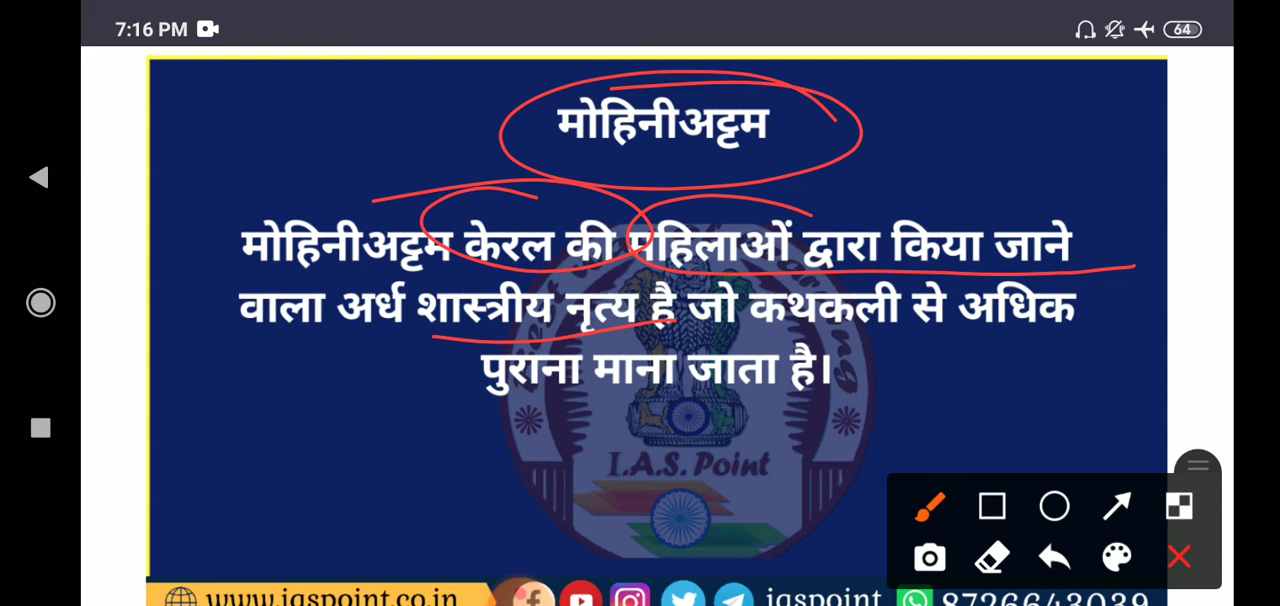 7:16 PM
64
मोहिनीअट्टम
मोहिनीअट्टम केरल की महिलाओं द्वारा किया जाने
वाला अर्ध शास्त्रीय नृत्य है जो कथकली से अधिक
पुराना माना जाता है।
I.A.S. Point
www.iaspoint.co.in
iaspoint
8726643039